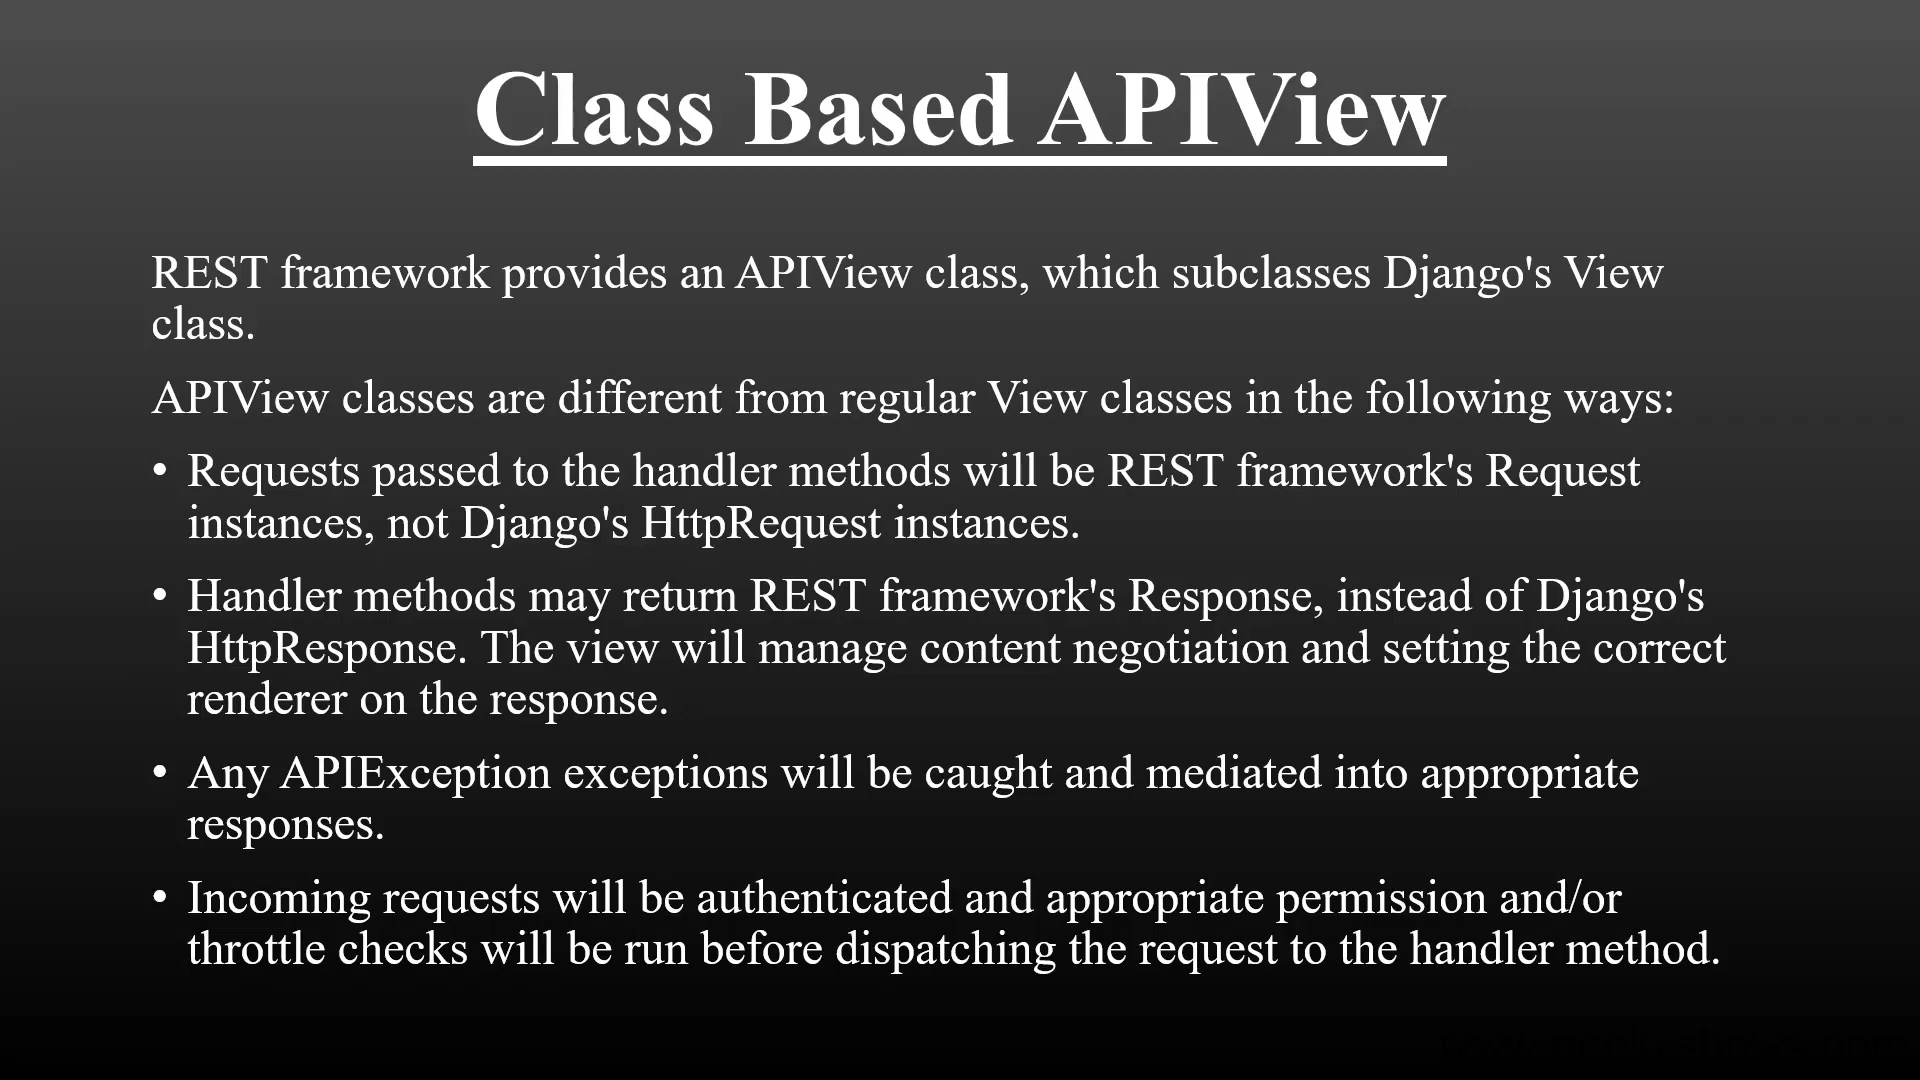 Class Based APIView
REST framework provides an APIView class, which subclasses Django's View
class.
APIView classes are different from regular View classes in the following ways:
• Requests passed to the handler methods will be REST framework's Request
instances, not Django's HttpRequest instances.
• Handler methods may return REST framework's Response, instead of Django's
HttpResponse. The view will manage content negotiation and setting the correct
renderer on the response.
• Any APIException exceptions will be caught and mediated into appropriate
responses.
• Incoming requests will be authenticated and appropriate permission and/or
throttle checks will be run before dispatching the request to the handler method.